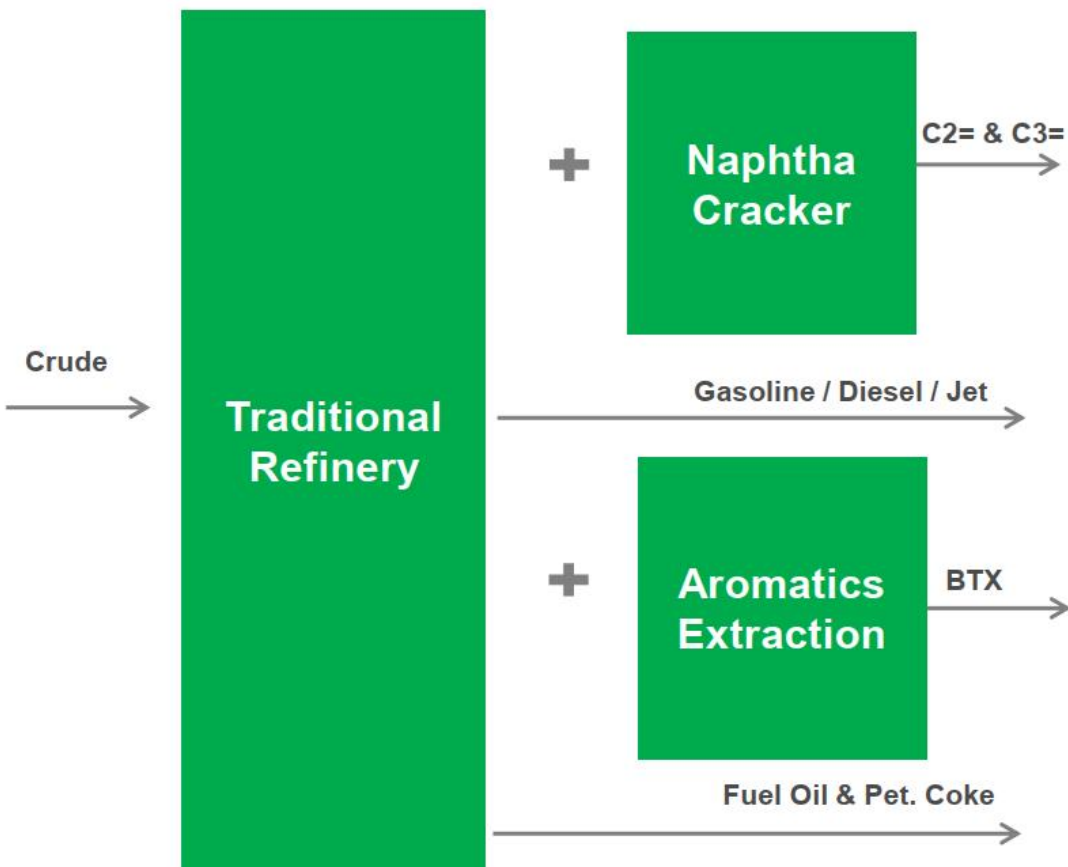 Naphtha
Cracker
C2= & C3=
Crude
Traditional
Refinery
Gasoline / Diesel / Jet
Aromatics
Extraction
BTX
Fuel Oil & Pet. Coke